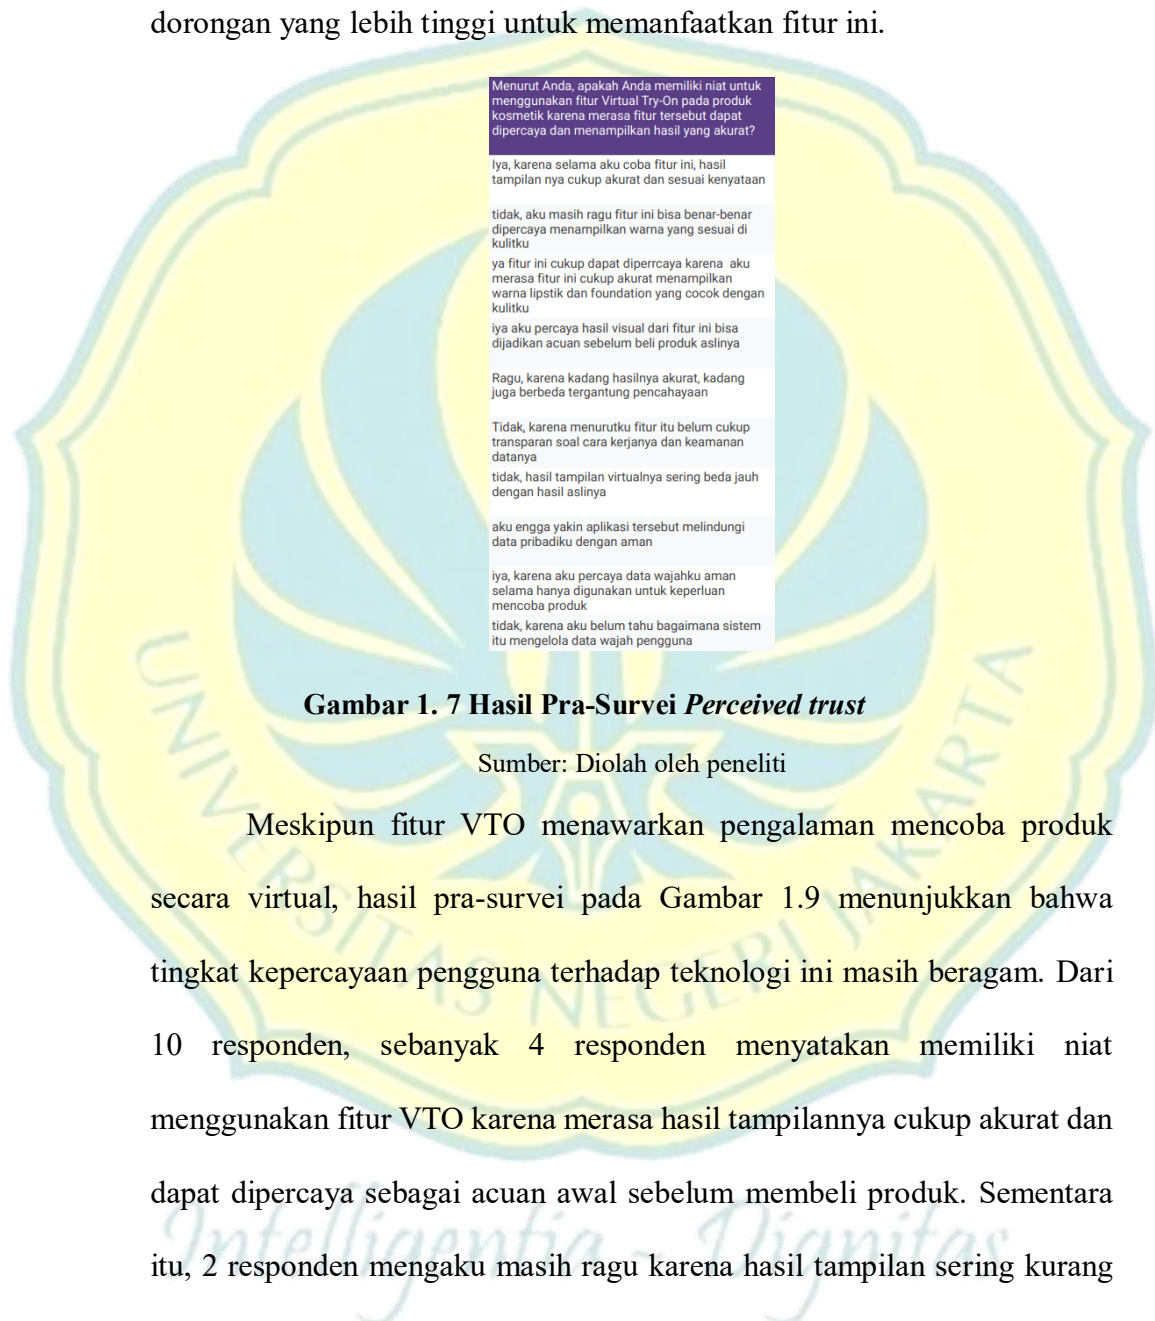 dorongan yang lebih tinggi untuk memanfaatkan fitur ini.
Menurut Anda, apakah Anda memiliki niat untuk
menggunakan fitur Virtual Try-On pada produk
kosmetik karena merasa fitur tersebut dapat
dipercaya dan menampilkan hasil yang akurat?
Iya, karena selama aku coba fitur ini, hasil
tampilan nya cukup akurat dan sesuai kenyataan
tidak, aku masih ragu fitur ini bisa benar-benar
dipercaya menampilkan warna yang sesuai di
kulitku
ya fitur ini cukup dapat diperrcaya karena  aku
merasa fitur ini cukup akurat menampilkan
warna lipstik dan foundation yang cocok dengan
kulitku
iya aku percaya hasil visual dari fitur ini bisa
dijadikan acuan sebelum beli produk aslinya
Ragu, karena kadang hasilnya akurat, kadang
juga berbeda tergantung pencahayaan
Tidak, karena menurutku fitur itu belum cukup
transparan soal cara kerjanya dan keamanan
datanya
tidak, hasil tampilan virtualnya sering beda jauh
dengan hasil aslinya
aku engga yakin aplikasi tersebut melindungi
data pribadiku dengan aman
iya, karena aku percaya data wajahku aman
selama hanya digunakan untuk keperluan
mencoba produk
tidak, karena aku belum tahu bagaimana sistem
itu mengelola data wajah pengguna
Gambar 1. 7 Hasil Pra-Survei Perceived trust
Sumber: Diolah oleh peneliti
Meskipun fitur VTO menawarkan pengalaman mencoba produk
secara virtual, hasil pra-survei pada Gambar 1.9 menunjukkan bahwa
tingkat kepercayaan pengguna terhadap teknologi ini masih beragam. Dari
10 responden, sebanyak 4 responden menyatakan memiliki niat
menggunakan fitur VTO karena merasa hasil tampilannya cukup akurat dan
dapat dipercaya sebagai acuan awal sebelum membeli produk. Sementara
itu, 2 responden mengaku masih ragu karena hasil tampilan sering kurang
UNIVERSITAS NEGERI JAKARTA
Intelligentia - Dignitas